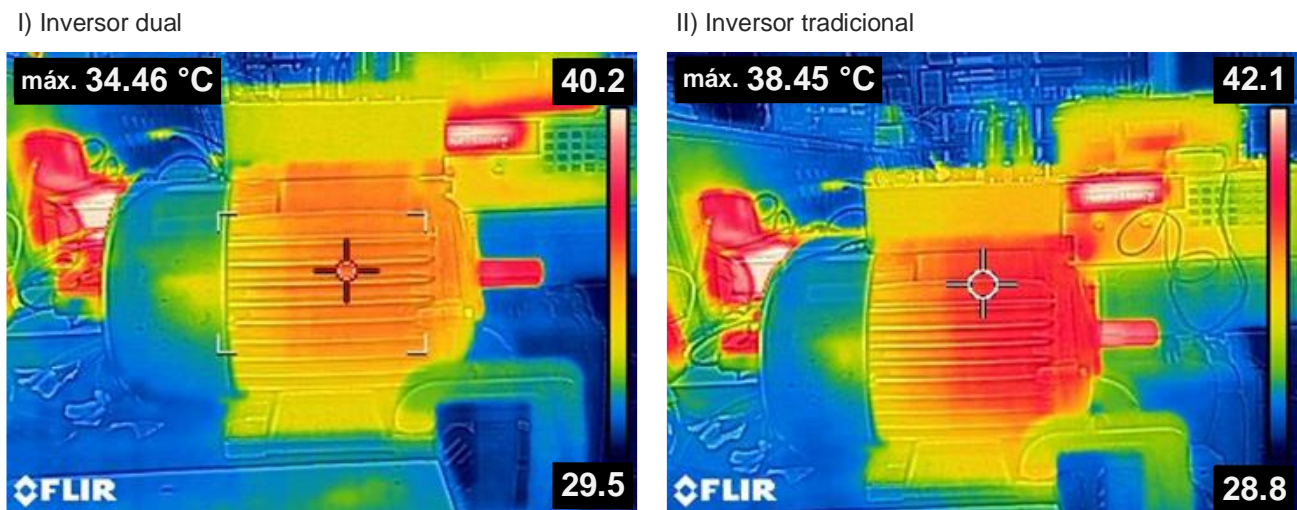 I) Inversor dual
máx. 34.46 °C
40.2
29.5
FLIR
II) Inversor tradicional
máx. 38.45 °C
42.1
28.8
FLIR